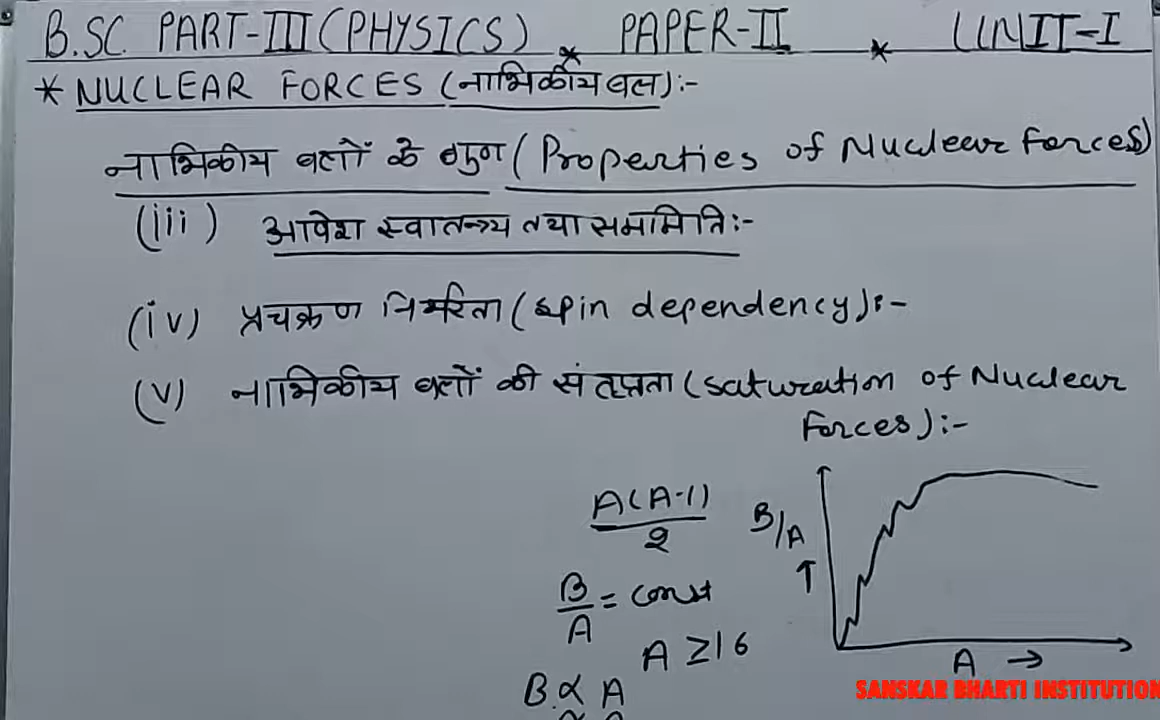 B.SC. PART-III (PHYSICS) * PAPER-II * UNIT-I
* NUCLEAR FORCES (नाभिकीय बल):-
नाभिकीय बलों के गुण (Properties of Nuclear Forces)
(iii) आवेश स्वातन्त्र्य तथा सममिति:-
(iv) प्रचक्रण निर्भरता (spin dependency):-
(v) नाभिकीय बलों की संतृप्तता (saturation of Nuclear
Forces):-
A(A-1)
2
B/A ↑
B/A = const
A ≥ 16
A →
B ∝ A
SANSKAR BHARTI INSTITUTION